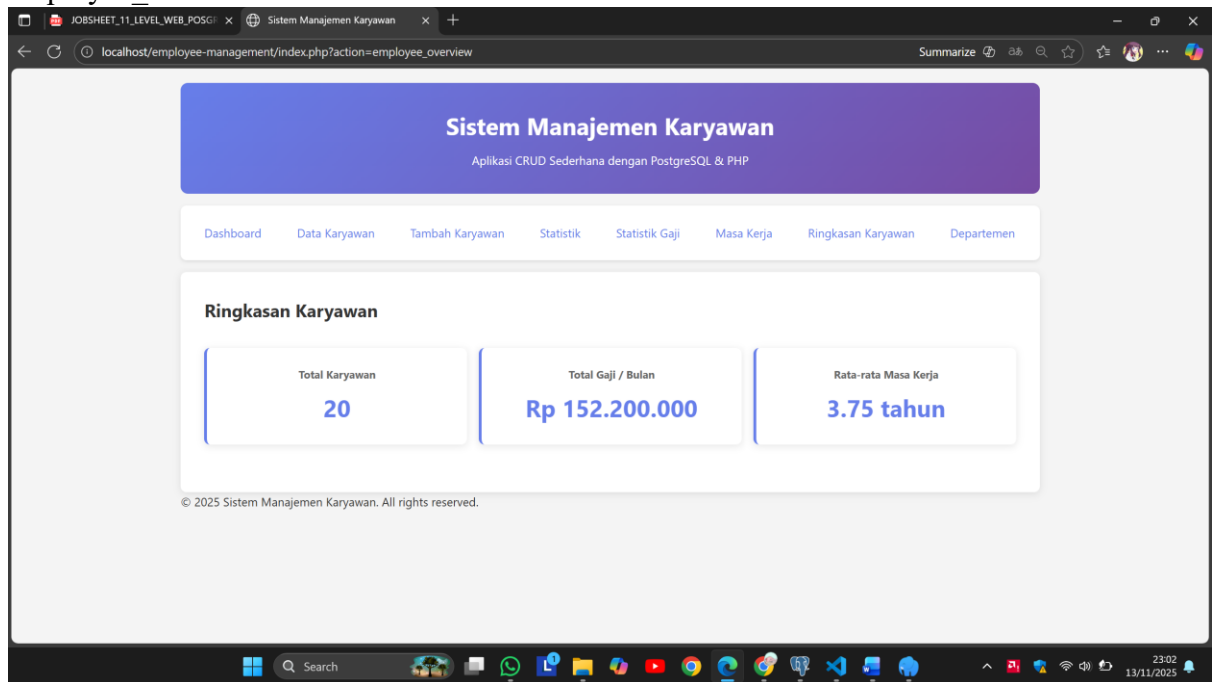 JOBSHEET_11_LEVEL_WEB_POSGR
Sistem Manajemen Karyawan
localhost/employee-management/index.php?action=employee_overview
Summarize
Sistem Manajemen Karyawan
Aplikasi CRUD Sederhana dengan PostgreSQL & PHP
Dashboard Data Karyawan Tambah Karyawan Statistik Statistik Gaji Masa Kerja Ringkasan Karyawan Departemen
Ringkasan Karyawan
Total Karyawan
20
Total Gaji / Bulan
Rp 152.200.000
Rata-rata Masa Kerja
3.75 tahun
© 2025 Sistem Manajemen Karyawan. All rights reserved.
Search
23:02
13/11/2025